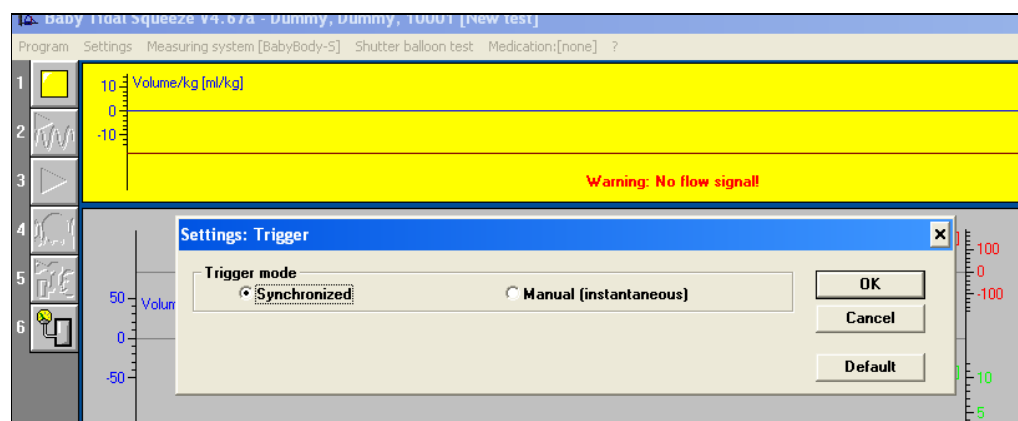 Baby Tidal Squeeze V4.67a - Dummy, Dummy, 10001 [New test]
Program Settings Measuring system [BabyBody-S] Shutter balloon test Medication:[none] ?
1
10 Volume/kg [ml/kg]
0
2
-10
3
Warning: No flow signal!
4
Settings: Trigger
100
Trigger mode
0
5
Synchronized Manual (instantaneous) OK
-100
50 Volum
Cancel
6
0
Default
-50
10
5